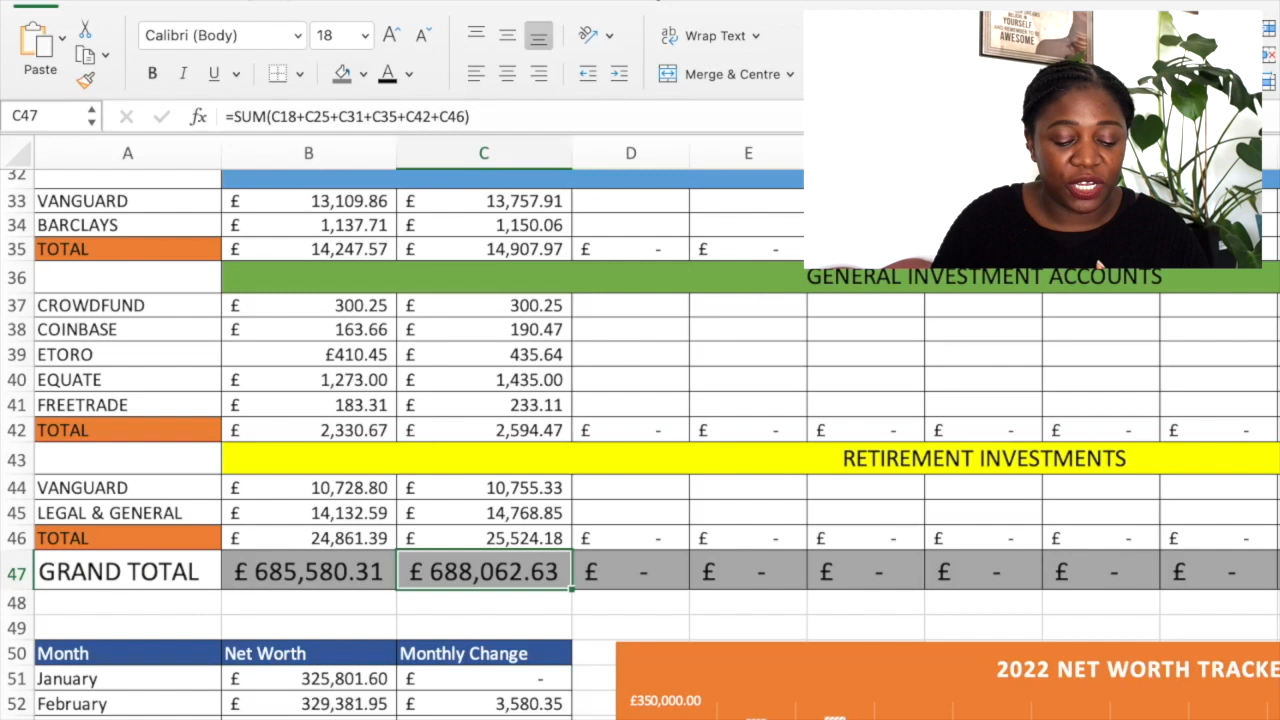 Calibri (Body) 18 Wrap Text
Paste B I U A Merge & Centre
C47 fx =SUM(C18+C25+C31+C35+C42+C46)
A B C D E
32
33 VANGUARD £ 13,109.86 £ 13,757.91
34 BARCLAYS £ 1,137.71 £ 1,150.06
35 TOTAL £ 14,247.57 £ 14,907.97 £ - £ -
36 GENERAL INVESTMENT ACCOUNTS
37 CROWDFUND £ 300.25 £ 300.25
38 COINBASE £ 163.66 £ 190.47
39 ETORO £410.45 £ 435.64
40 EQUATE £ 1,273.00 £ 1,435.00
41 FREETRADE £ 183.31 £ 233.11
42 TOTAL £ 2,330.67 £ 2,594.47 £ - £ - £ - £ - £ - £ -
43 RETIREMENT INVESTMENTS
44 VANGUARD £ 10,728.80 £ 10,755.33
45 LEGAL & GENERAL £ 14,132.59 £ 14,768.85
46 TOTAL £ 24,861.39 £ 25,524.18 £ - £ - £ - £ - £ - £ -
47 GRAND TOTAL £ 685,580.31 £ 688,062.63 £ - £ - £ - £ - £ - £ -
48
49
50 Month Net Worth Monthly Change
51 January £ 325,801.60 £ -
52 February £ 329,381.95 £ 3,580.35
2022 NET WORTH TRACKE
£350,000.00
YOURSELF
AWESOME